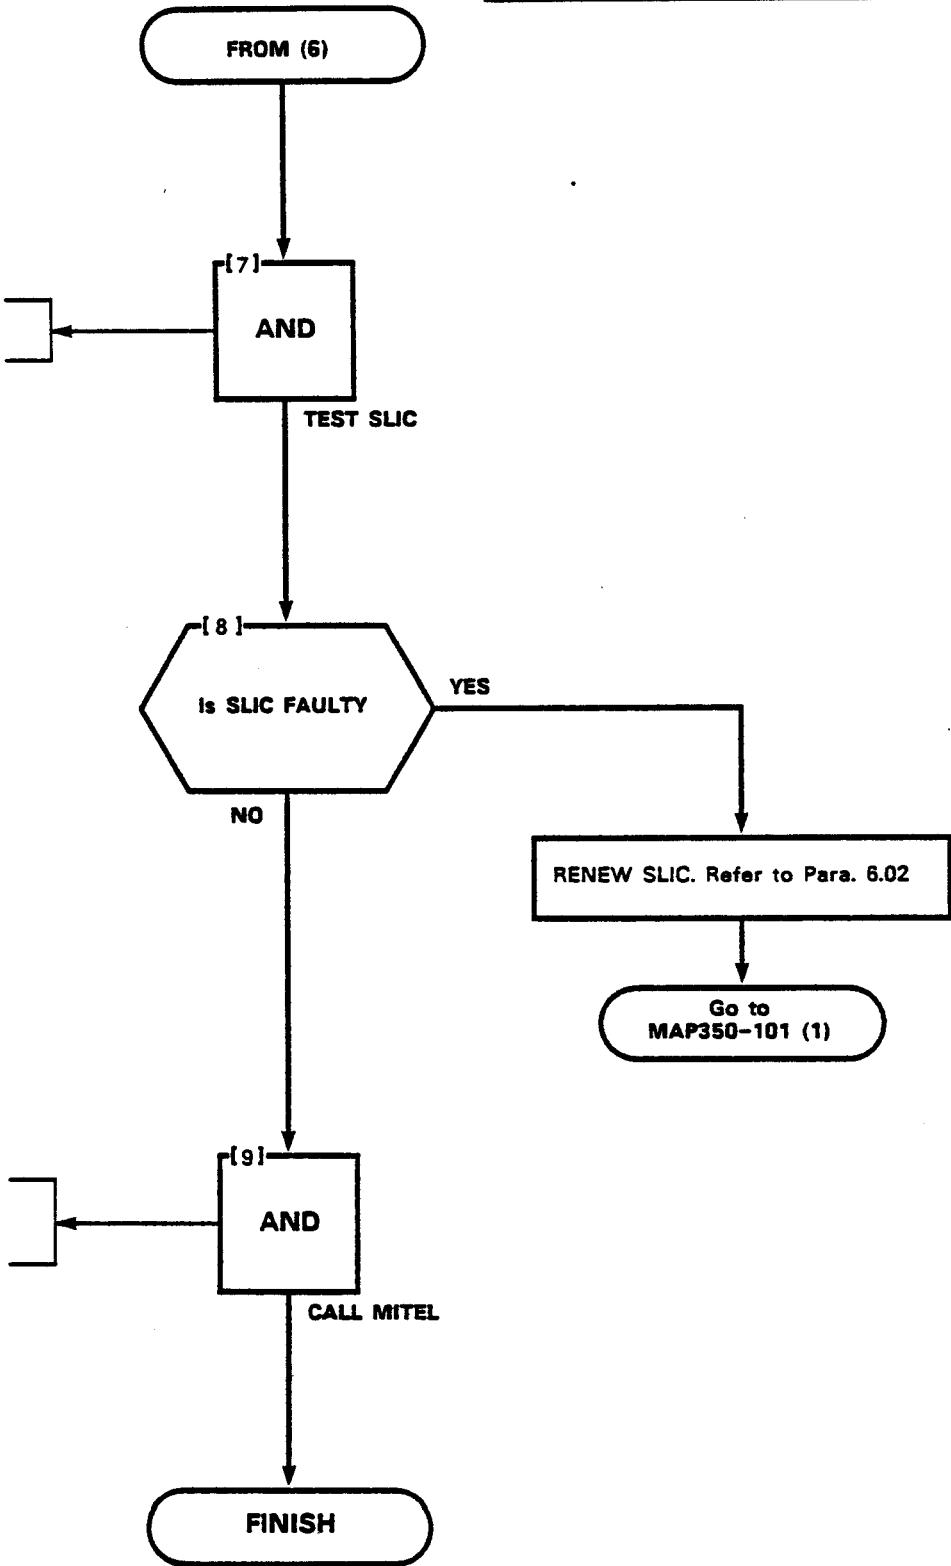 FROM (6)
[7]
AND
TEST SLIC
[8]
Is SLIC FAULTY
YES
NO
RENEW SLIC. Refer to Para. 6.02
Go to
MAP350-101 (1)
[9]
AND
CALL MITEL
FINISH